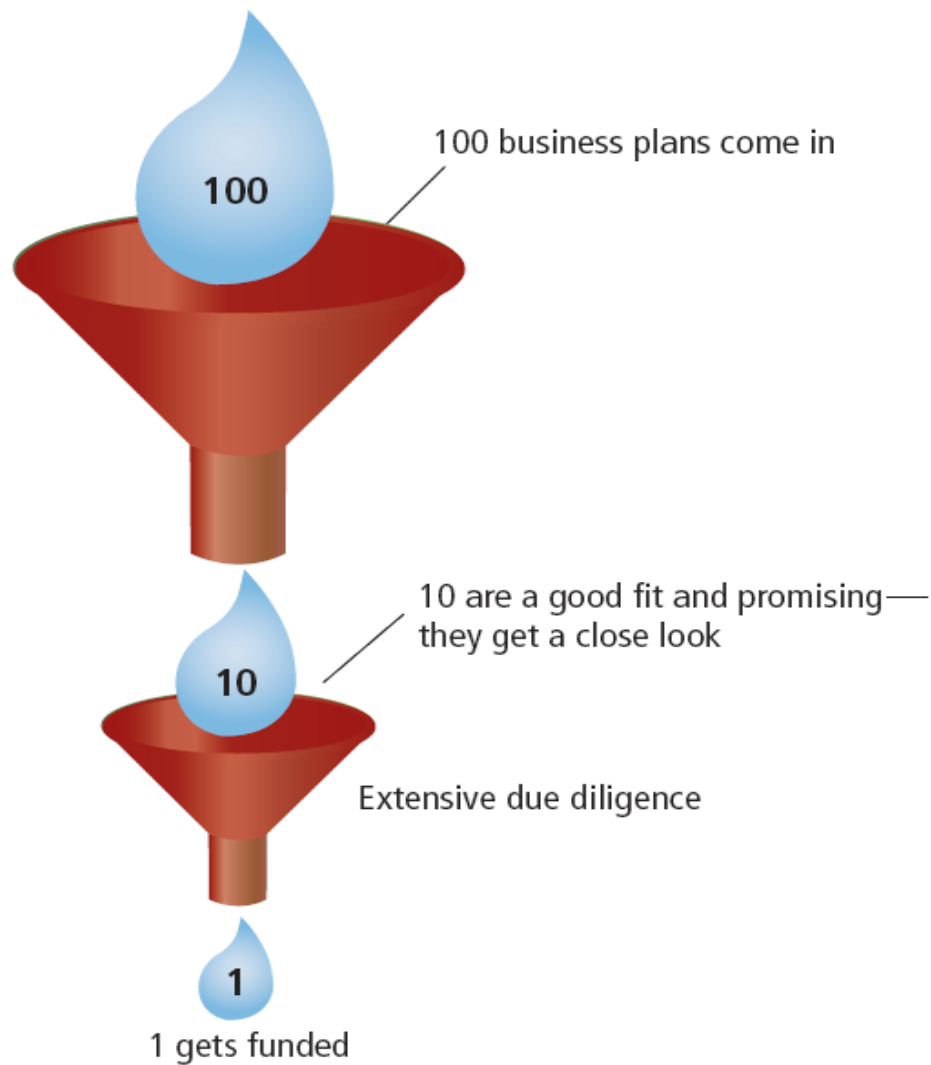 100
100 business plans come in
10 are a good fit and promising—
they get a close look
10
Extensive due diligence
1
1 gets funded